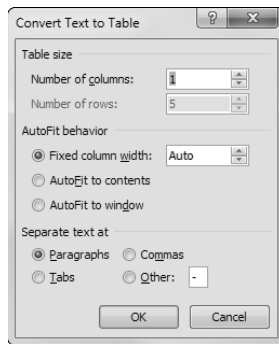 Convert Text to Table
Table size
Number of columns: 1
Number of rows: 5
AutoFit behavior
Fixed column width: Auto
AutoFit to contents
AutoFit to window
Separate text at
Paragraphs Commas
Tabs Other: -
OK Cancel